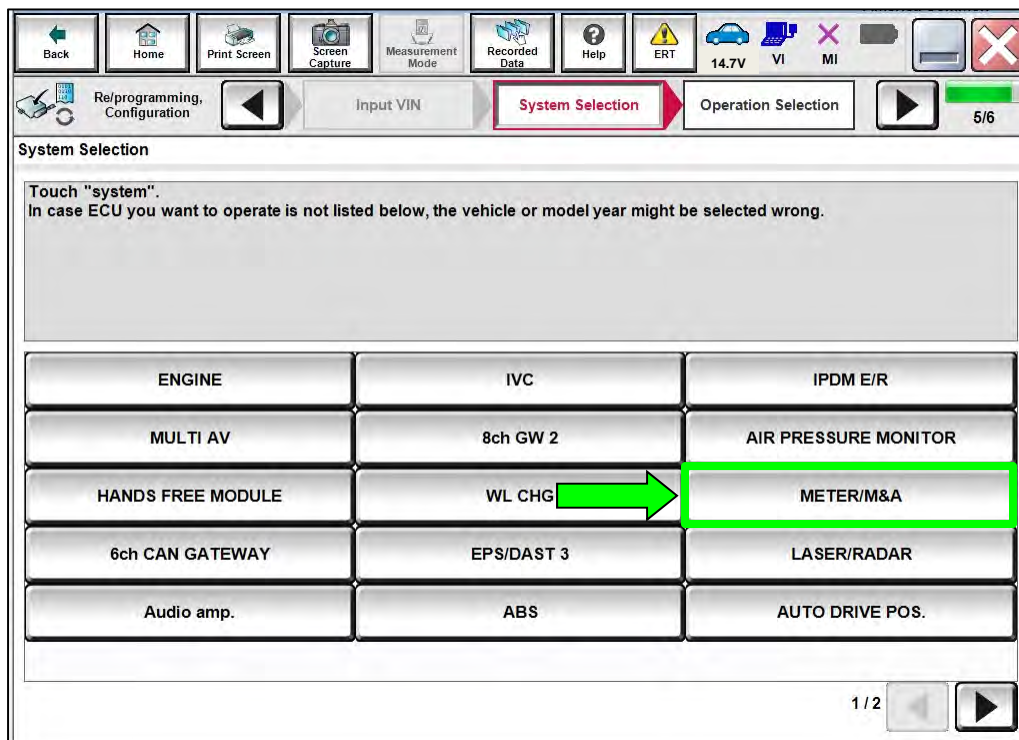 Back
Home
Print Screen
Screen Capture
Measurement Mode
Recorded Data
Help
ERT
14.7V
VI
MI
Re/programming, Configuration
Input VIN
System Selection
Operation Selection
5/6
System Selection
Touch "system".
In case ECU you want to operate is not listed below, the vehicle or model year might be selected wrong.
ENGINE
IVC
IPDM E/R
MULTI AV
8ch GW 2
AIR PRESSURE MONITOR
HANDS FREE MODULE
WL CHG
METER/M&A
6ch CAN GATEWAY
EPS/DAST 3
LASER/RADAR
Audio amp.
ABS
AUTO DRIVE POS.
1 / 2